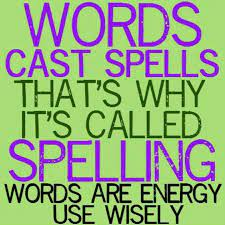 WORDS
CAST SPELLS
THAT'S WHY
IT'S CALLED
SPELLING
WORDS ARE ENERGY
USE WISELY